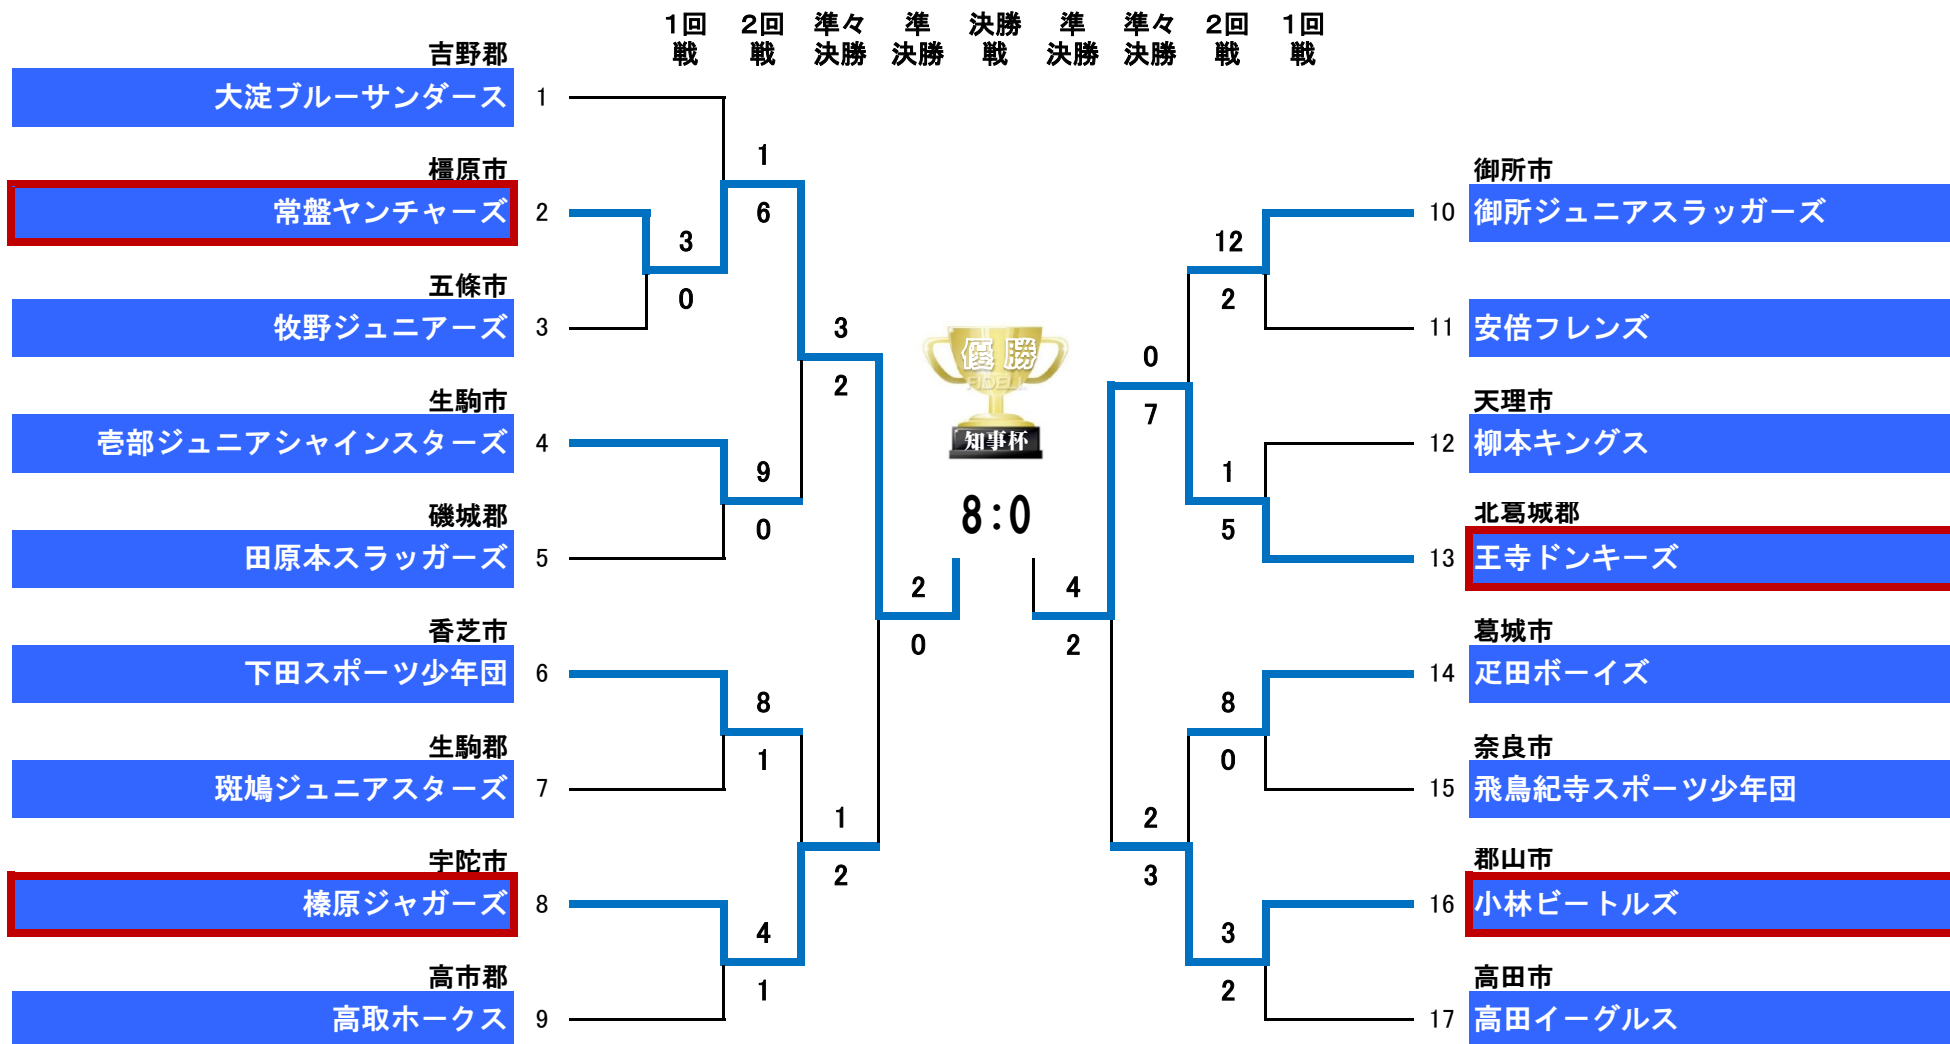 1回戦 2回戦 準々決勝 準決勝 決勝戦 準決勝 準々決勝 2回戦 1回戦
吉野郡
大淀ブルーサンダース 1
橿原市
常盤ヤンチャーズ 2
五條市
牧野ジュニアーズ 3
生駒市
壱部ジュニアシャインスターズ 4
磯城郡
田原本スラッガーズ 5
香芝市
下田スポーツ少年団 6
生駒郡
斑鳩ジュニアスターズ 7
宇陀市
榛原ジャガーズ 8
高市郡
高取ホークス 9
3
0
1
6
9
0
8
1
4
1
3
2
1
2
2
0
優勝
FIDELI
知事杯
8:0
4
2
0
7
2
3
12
2
1
5
8
0
3
2
御所市
10 御所ジュニアスラッガーズ
11 安倍フレンズ
天理市
12 柳本キングス
北葛城郡
13 王寺ドンキーズ
葛城市
14 疋田ボーイズ
奈良市
15 飛鳥紀寺スポーツ少年団
郡山市
16 小林ビートルズ
高田市
17 高田イーグルス